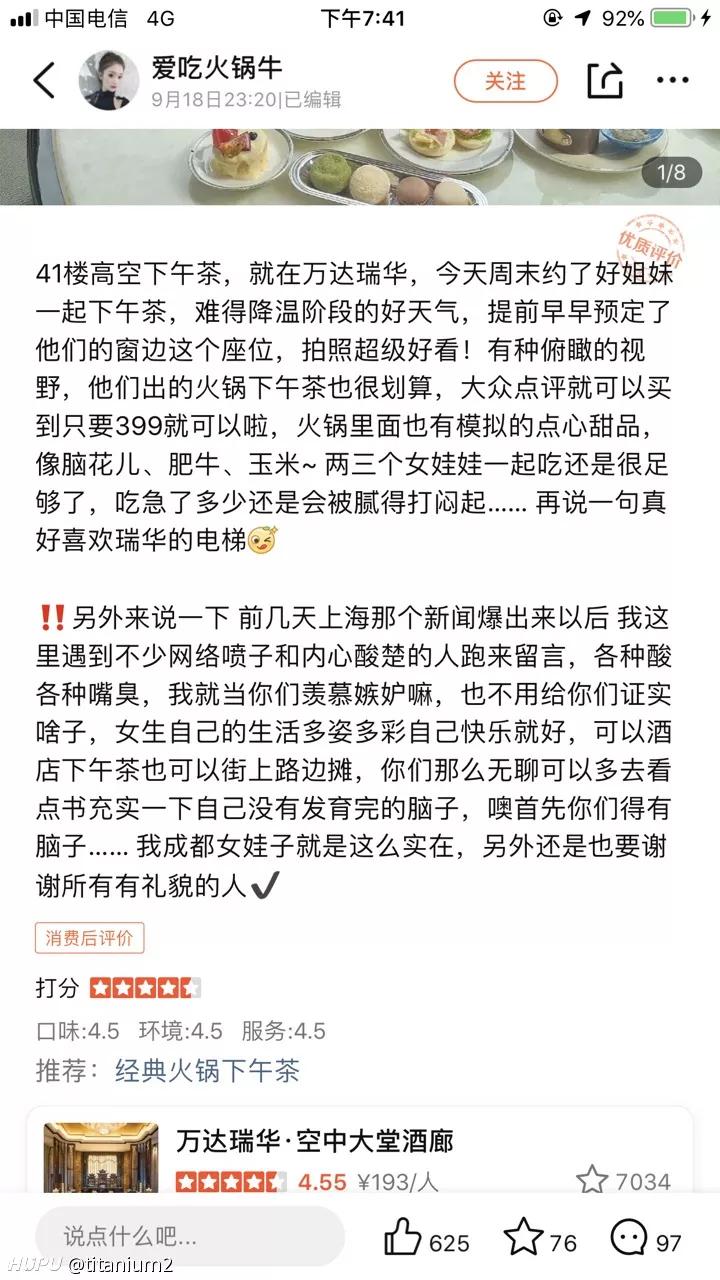 中国电信 4G 下午7:41 92%
爱吃火锅牛
9月18日23:20|已编辑
关注
1/8
优质评价
41楼高空下午茶，就在万达瑞华，今天周末约了好姐妹
一起下午茶，难得降温阶段的好天气，提前早早预定了
他们的窗边这个座位，拍照超级好看！有种俯瞰的视
野，他们出的火锅下午茶也很划算，大众点评就可以买
到只要399就可以啦，火锅里面也有模拟的点心甜品，
像脑花儿、肥牛、玉米~ 两三个女娃娃一起吃还是很足
够了，吃急了多少还是会被腻得打闷起...... 再说一句真
好喜欢瑞华的电梯
‼️另外来说一下 前几天上海那个新闻爆出来以后 我这
里遇到不少网络喷子和内心酸楚的人跑来留言，各种酸
各种嘴臭，我就当你们羡慕嫉妒嘛，也不用给你们证实
啥子，女生自己的生活多姿多彩自己快乐就好，可以酒
店下午茶也可以街上路边摊，你们那么无聊可以多去看
点书充实一下自己没有发育完的脑子，噢首先你们得有
脑子...... 我成都女娃子就是这么实在，另外还是也要谢
谢所有有礼貌的人✔️
消费后评价
打分
口味:4.5 环境:4.5 服务:4.5
推荐：经典火锅下午茶
万达瑞华·空中大堂酒廊
4.55 ¥193/人 7034
说点什么吧... 625 76 97
HUPU @titanium2